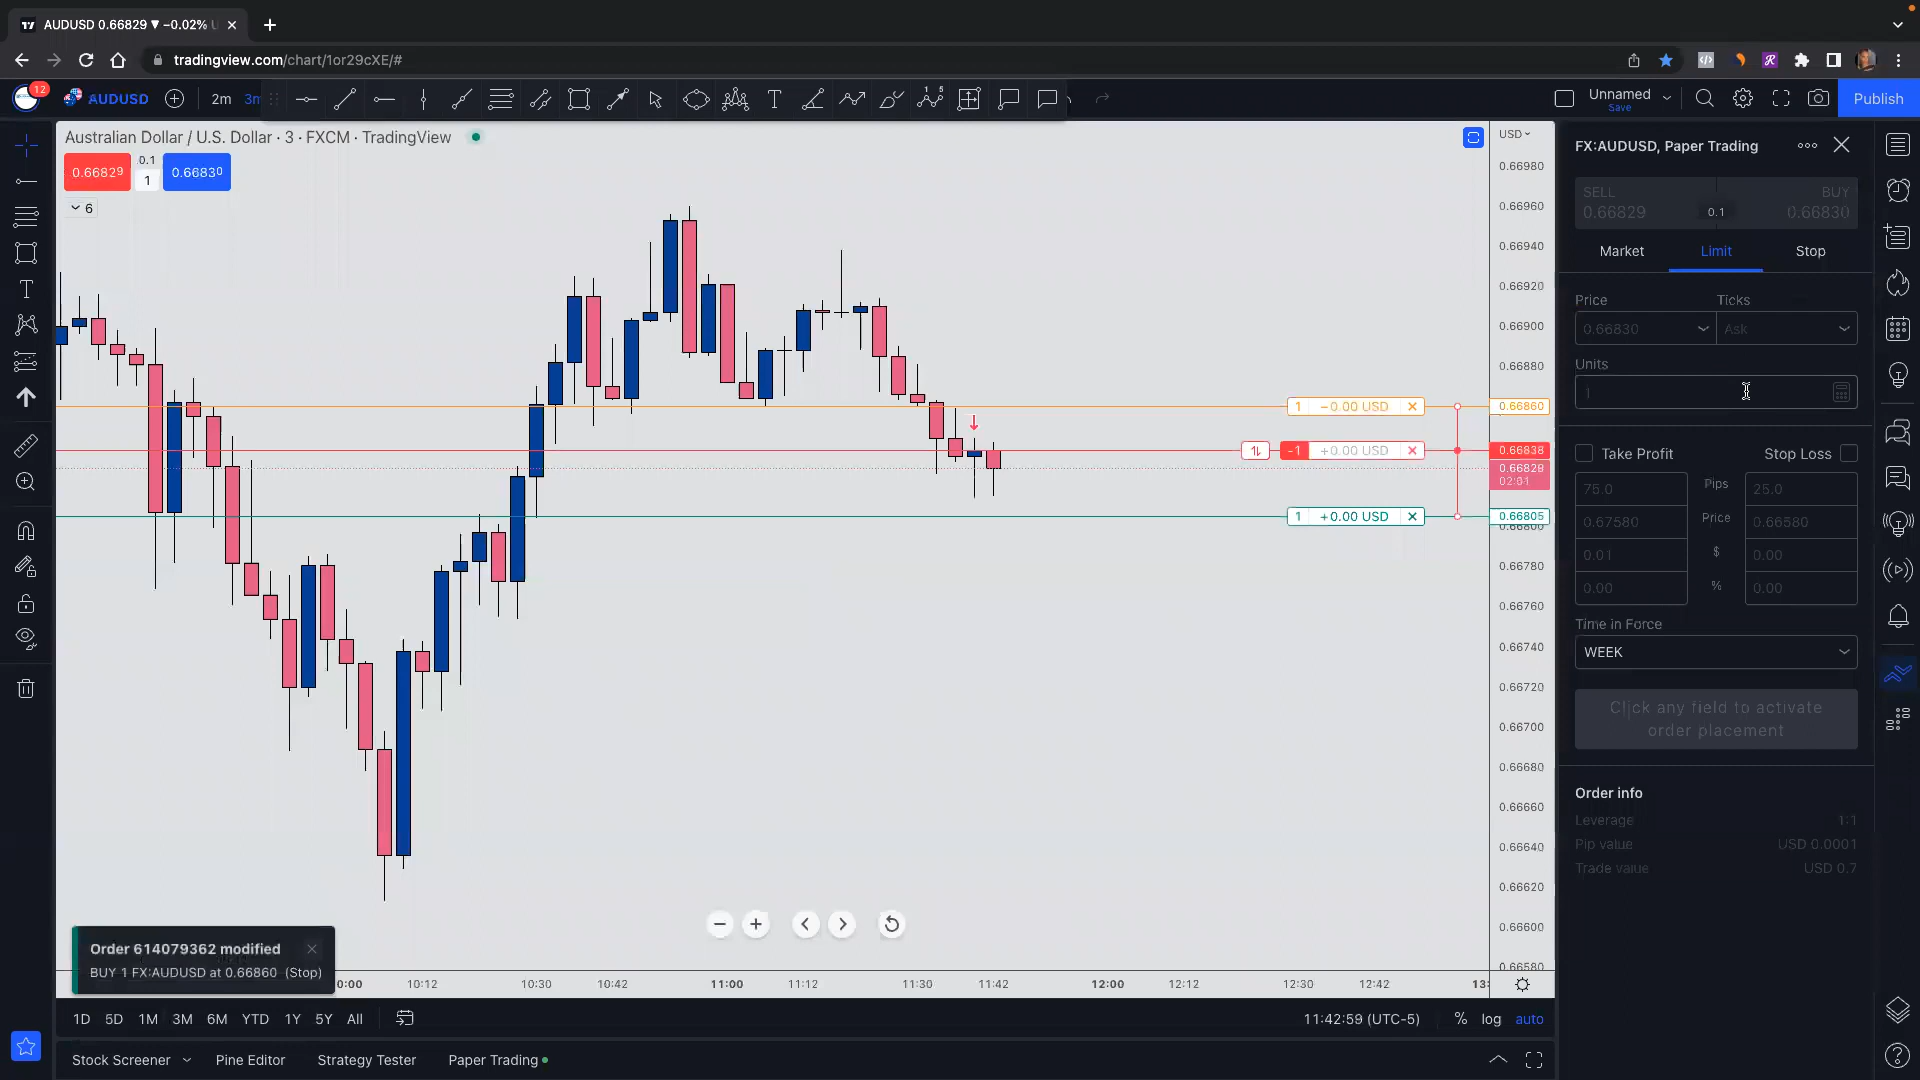 AUDUSD 0.66829 ▼ −0.02%
tradingview.com/chart/1or29cXE/#
12
AUDUSD
2m
3m
Unnamed
Save
Publish
Australian Dollar / U.S. Dollar · 3 · FXCM · TradingView
USD
0.66829
0.1
1
0.66830
6
0.66980
0.66960
0.66940
0.66920
0.66900
0.66880
1 −0.00 USD
0.66860
-1 +0.00 USD
0.66838
0.66828
02:01
1 +0.00 USD
0.66805
0.66800
0.66780
0.66760
0.66740
0.66720
0.66700
0.66680
0.66660
0.66640
0.66620
0.66600
0.66580
Order 614079362 modified
BUY 1 FX:AUDUSD at 0.66860 (Stop)
0:00
10:12
10:30
10:42
11:00
11:12
11:30
11:42
12:00
12:12
12:30
12:42
13:
1D 5D 1M 3M 6M YTD 1Y 5Y All
11:42:59 (UTC-5)
% log auto
Stock Screener
Pine Editor
Strategy Tester
Paper Trading
FX:AUDUSD, Paper Trading
SELL
0.66829
0.1
BUY
0.66830
Market Limit Stop
Price Ticks
0.66830 Ask
Units
1
Take Profit Stop Loss
75.0 Pips 25.0
0.67580 Price 0.66580
0.01 $ 0.00
0.00 % 0.00
Time in Force
WEEK
Click any field to activate
order placement
Order info
Leverage 1:1
Pip value USD 0.0001
Trade value USD 0.7